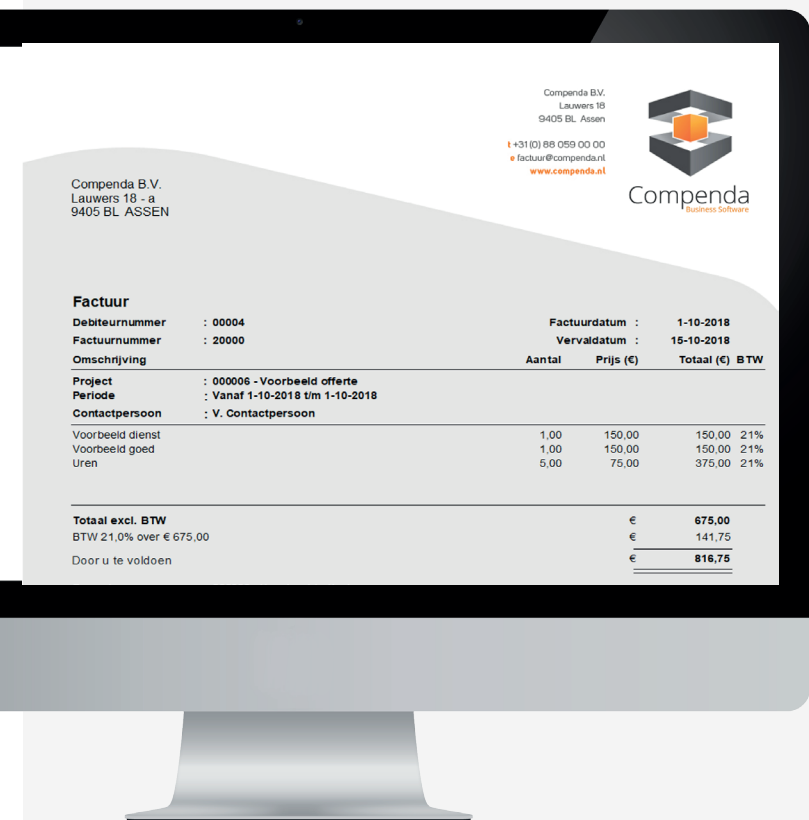 Compenda B.V.
Lauwers 18
9405 BL Assen
t +31 (0) 88 059 00 00
e factuur@compenda.nl
www.compenda.nl
Compenda
Business Software
Compenda B.V.
Lauwers 18 - a
9405 BL ASSEN
Factuur
Debiteurnummer : 00004 Factuurdatum : 1-10-2018
Factuurnummer : 20000 Vervaldatum : 15-10-2018
Omschrijving Aantal Prijs (€) Totaal (€) BTW
Project : 000006 - Voorbeeld offerte
Periode : Vanaf 1-10-2018 t/m 1-10-2018
Contactpersoon : V. Contactpersoon
Voorbeeld dienst 1,00 150,00 150,00 21%
Voorbeeld goed 1,00 150,00 150,00 21%
Uren 5,00 75,00 375,00 21%
Totaal excl. BTW € 675,00
BTW 21,0% over € 675,00 € 141,75
Door u te voldoen € 816,75